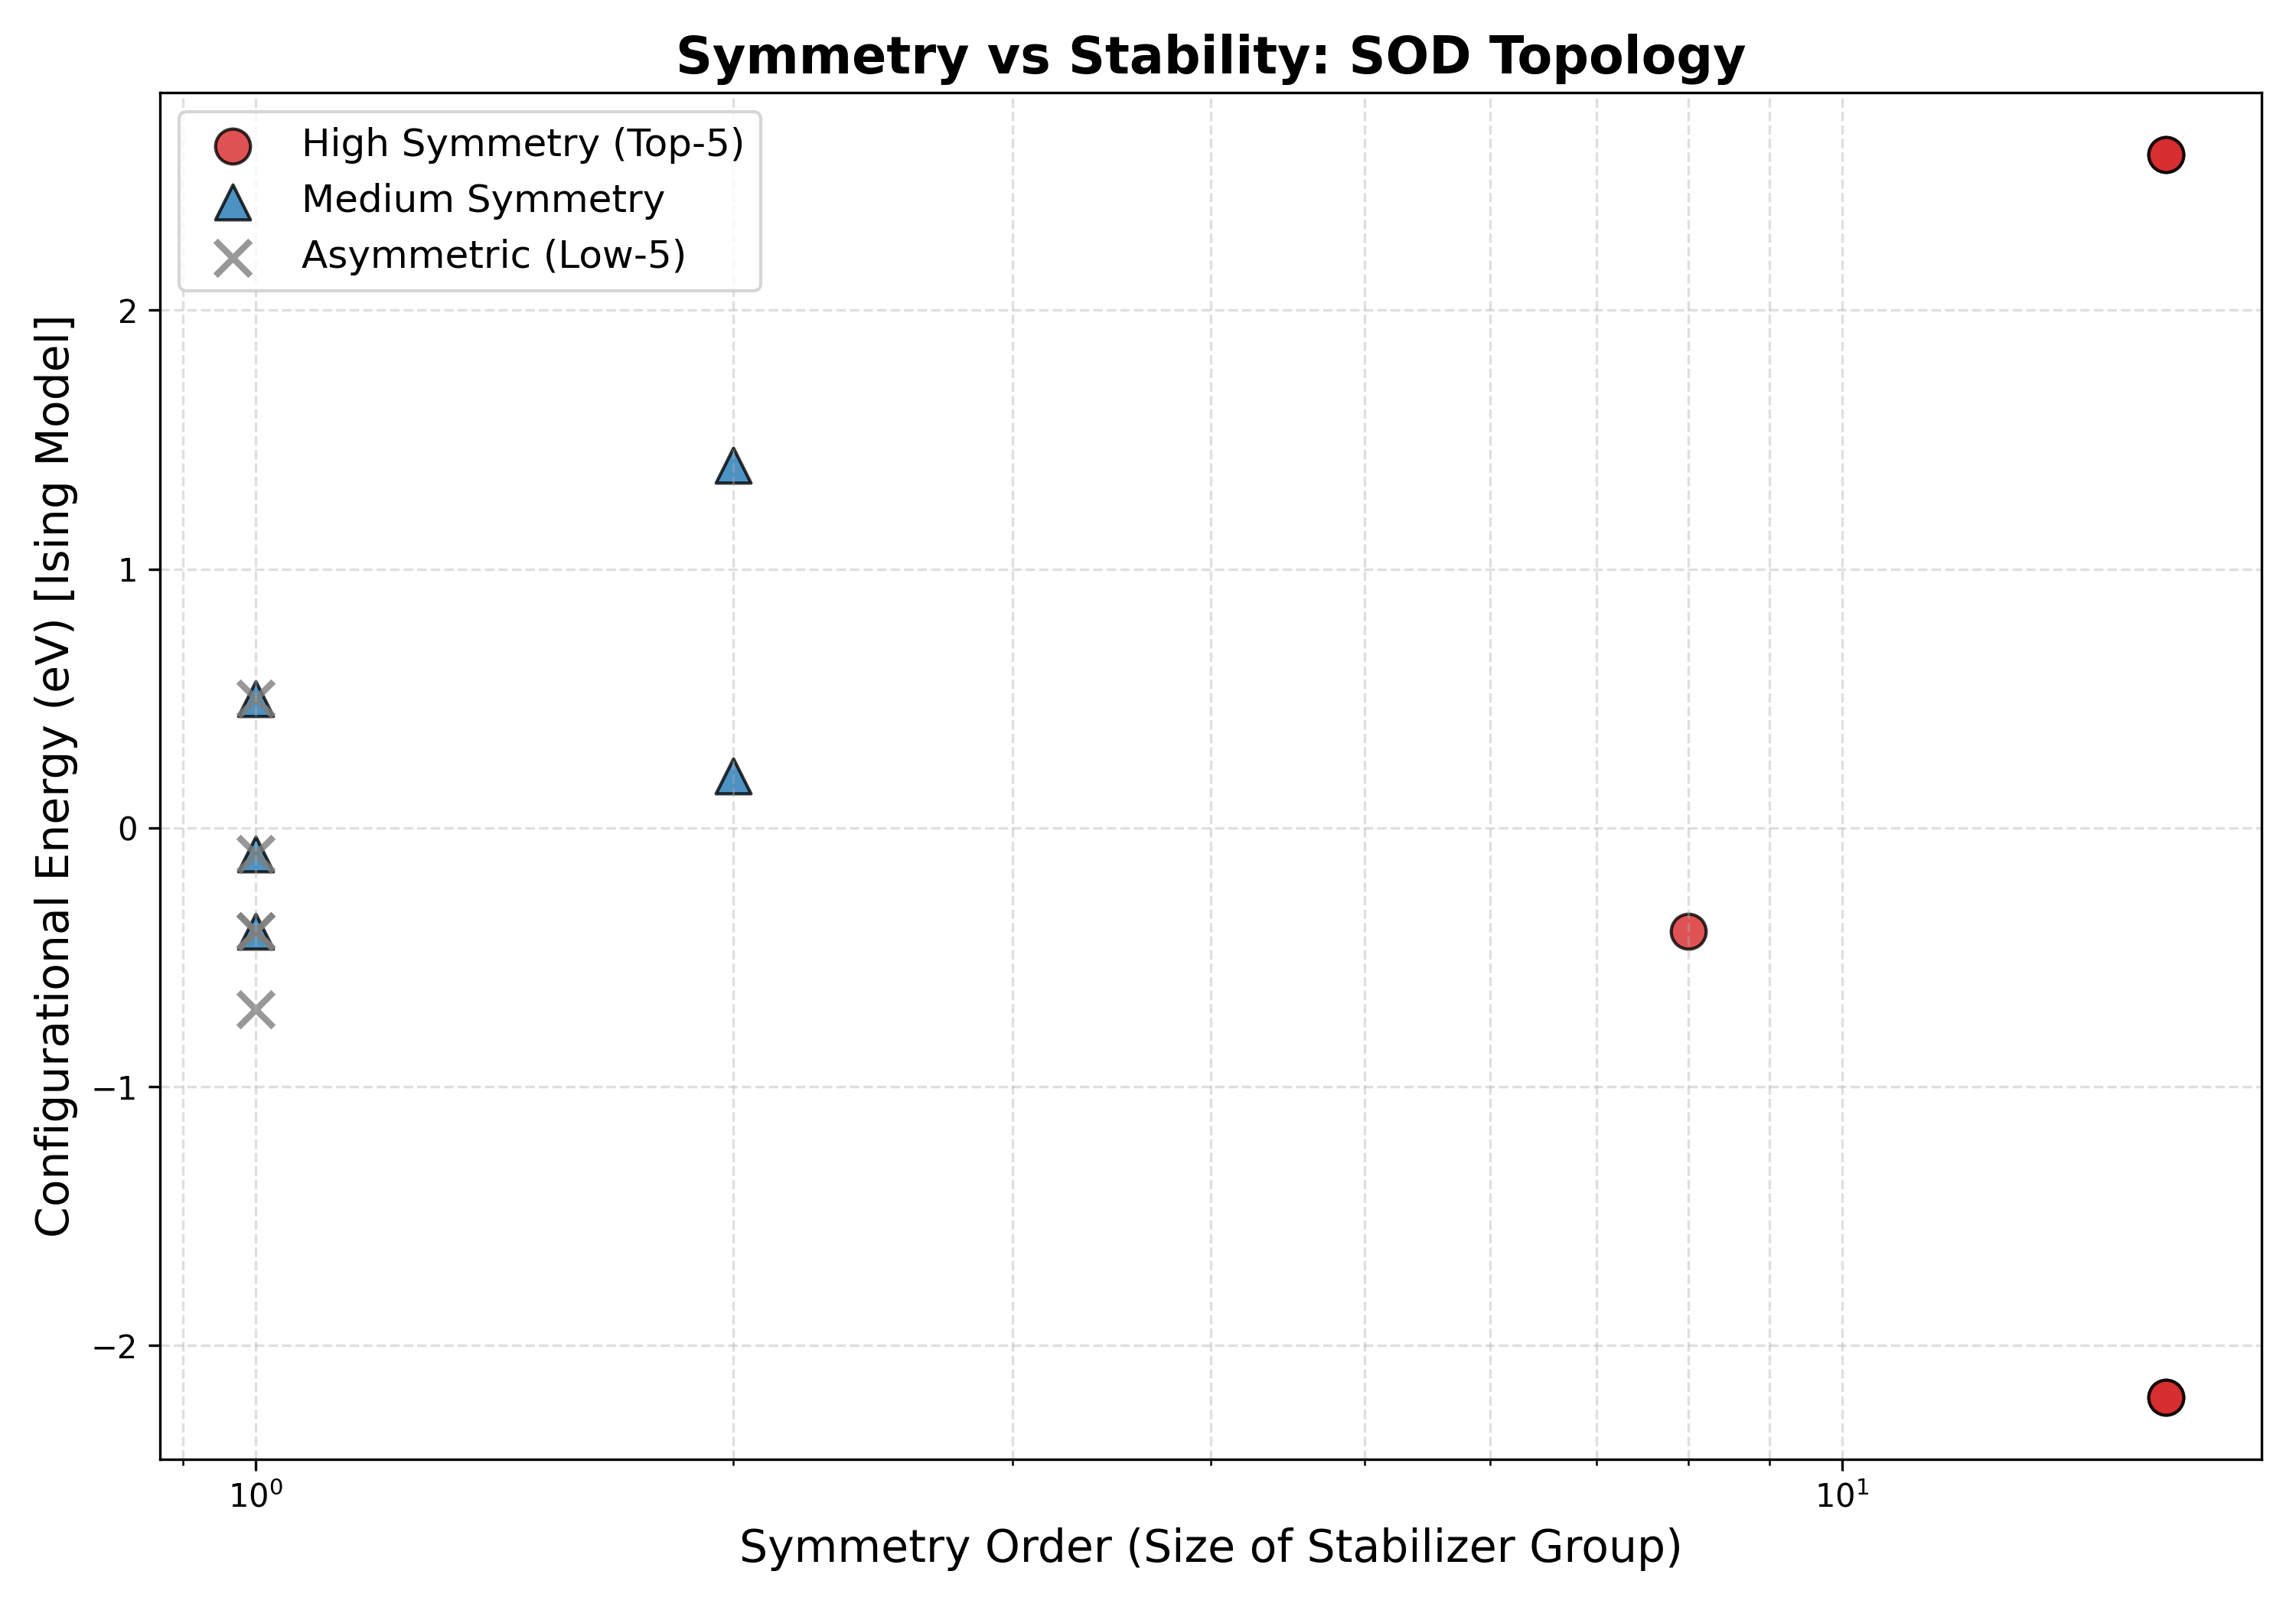 Symmetry vs Stability: SOD Topology
High Symmetry (Top-5)
Medium Symmetry
Asymmetric (Low-5)
Configurational Energy (eV) [Ising Model]
2
1
0
−1
−2
10⁰
10¹
Symmetry Order (Size of Stabilizer Group)